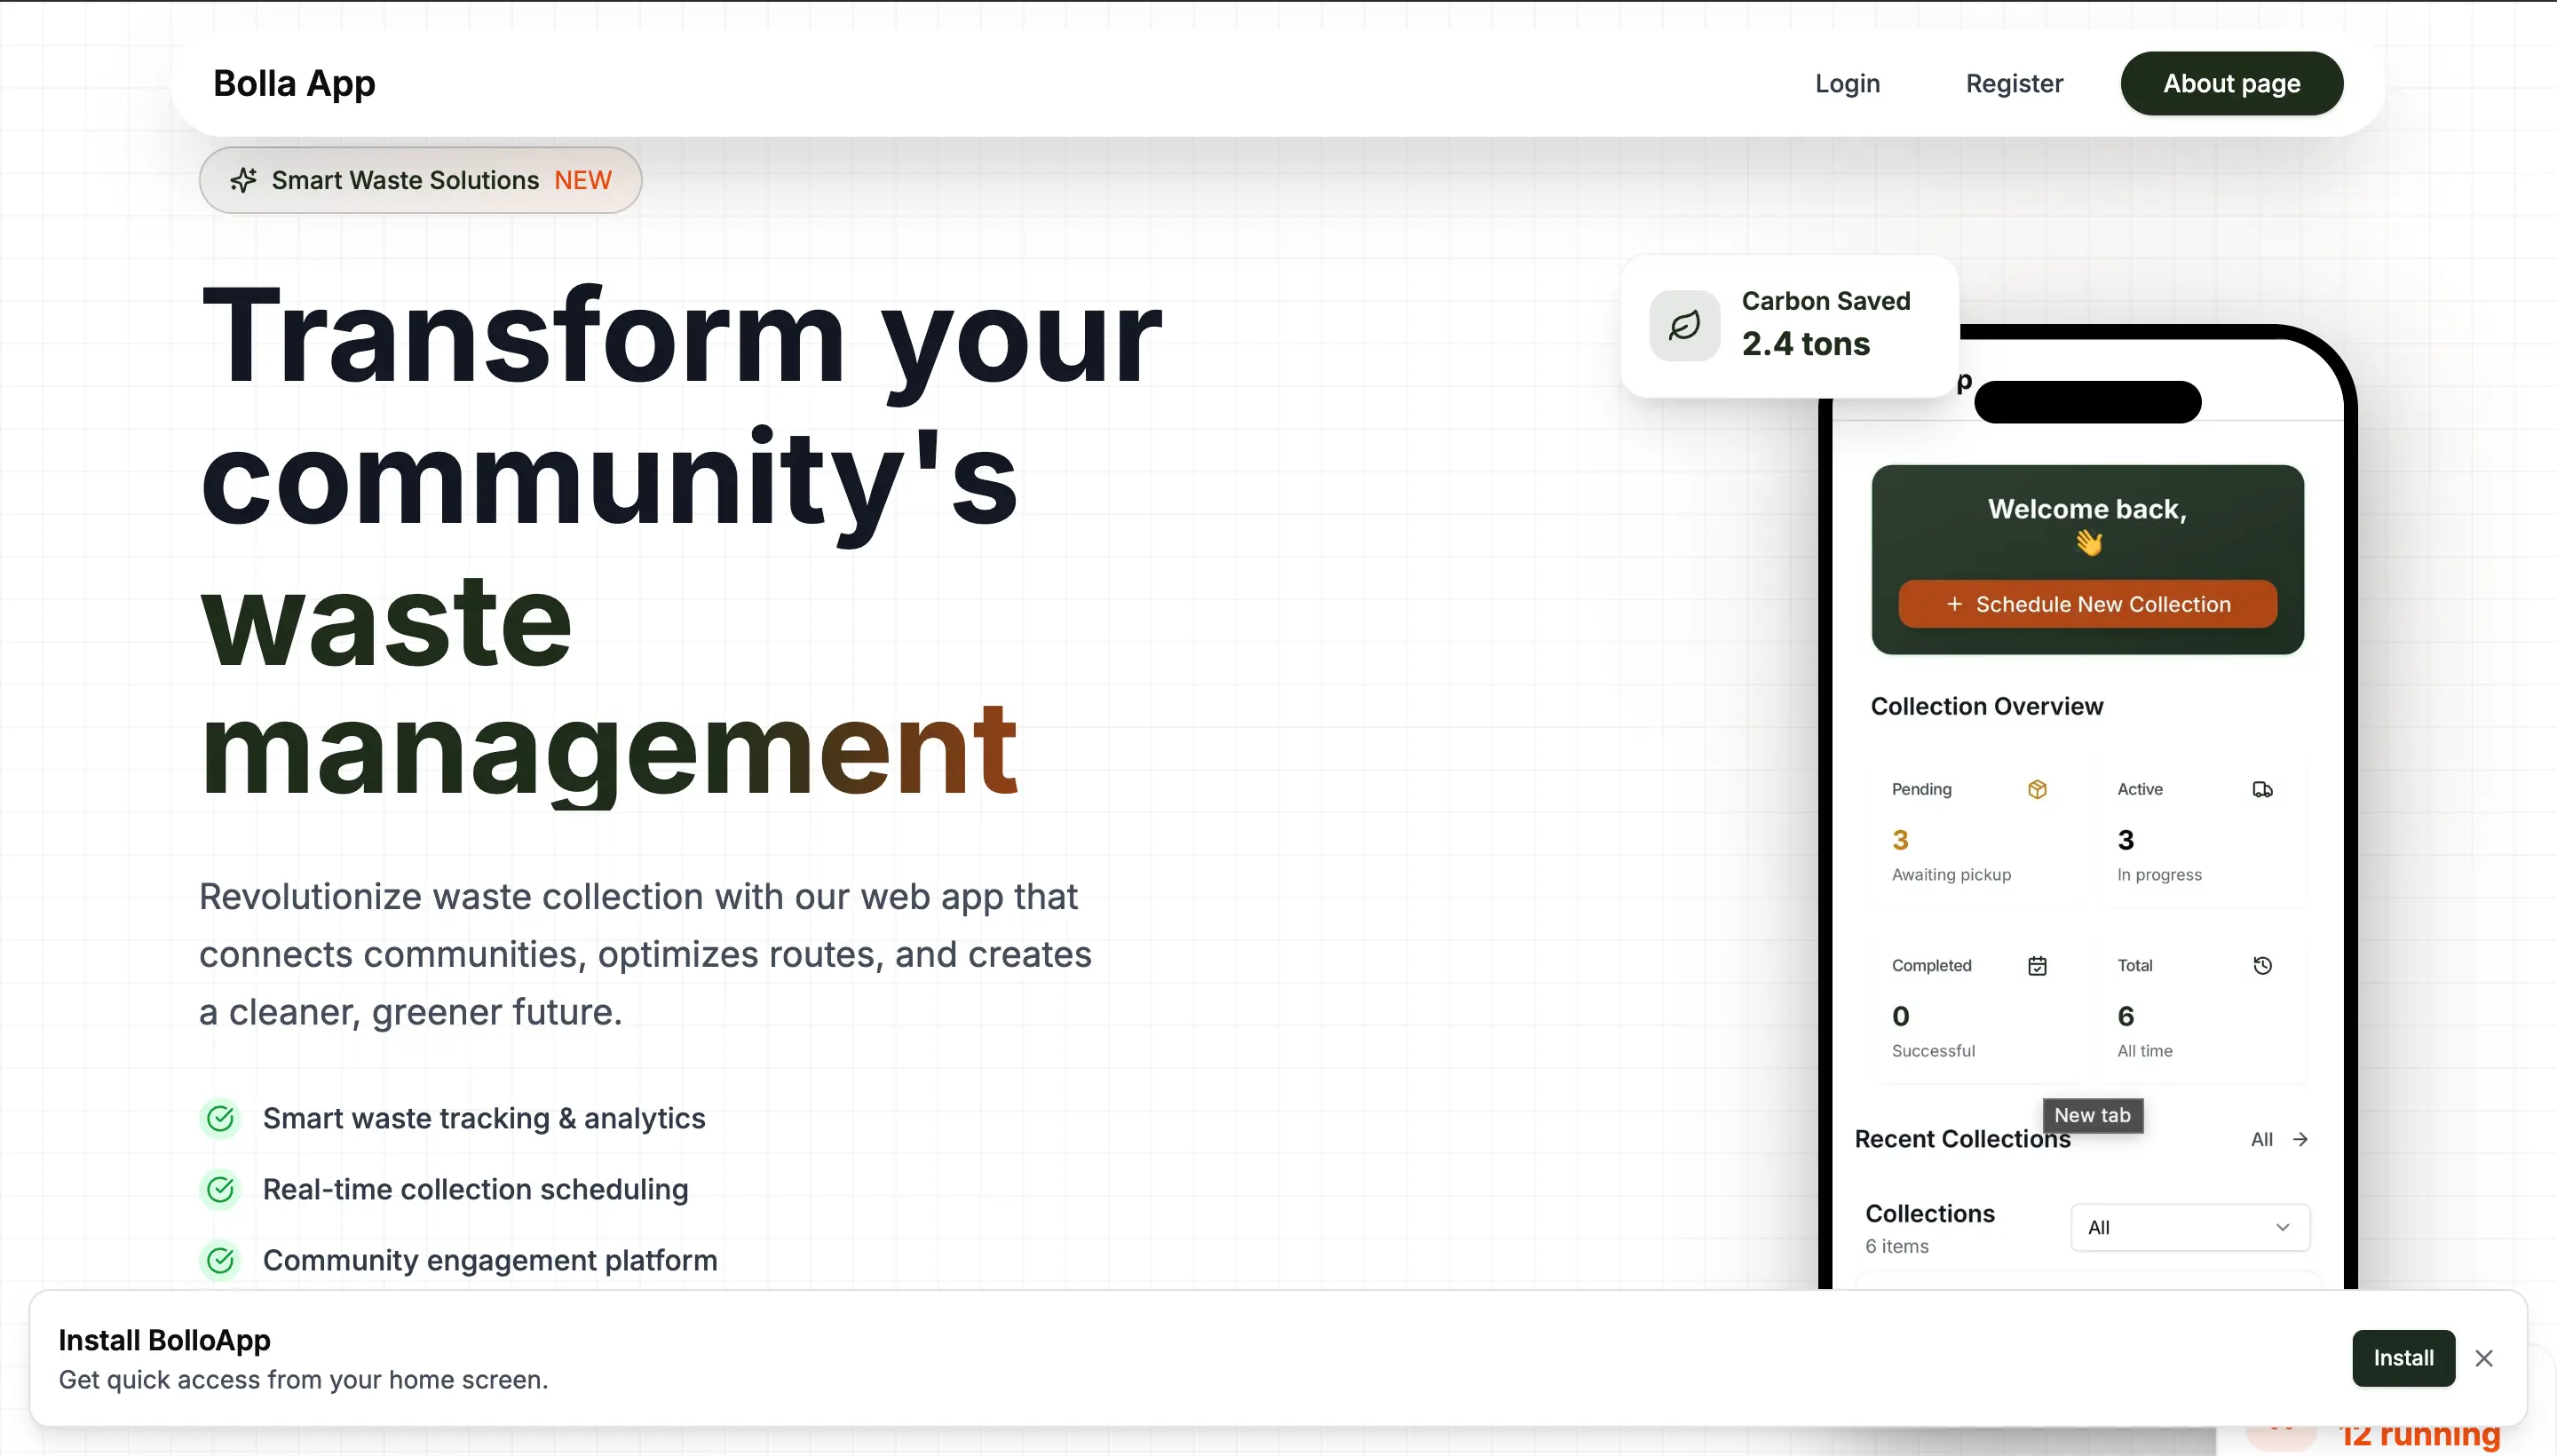 Bolla App
Login
Register
About page
Smart Waste Solutions NEW
Transform your
community's
waste
management
Revolutionize waste collection with our web app that
connects communities, optimizes routes, and creates
a cleaner, greener future.
Smart waste tracking & analytics
Real-time collection scheduling
Community engagement platform
Carbon Saved
2.4 tons
p
Welcome back,
👋
+ Schedule New Collection
Collection Overview
Pending
3
Awaiting pickup
Active
3
In progress
Completed
0
Successful
Total
6
All time
New tab
Recent Collections
All →
Collections
6 items
All
Install BolloApp
Get quick access from your home screen.
Install
12 running